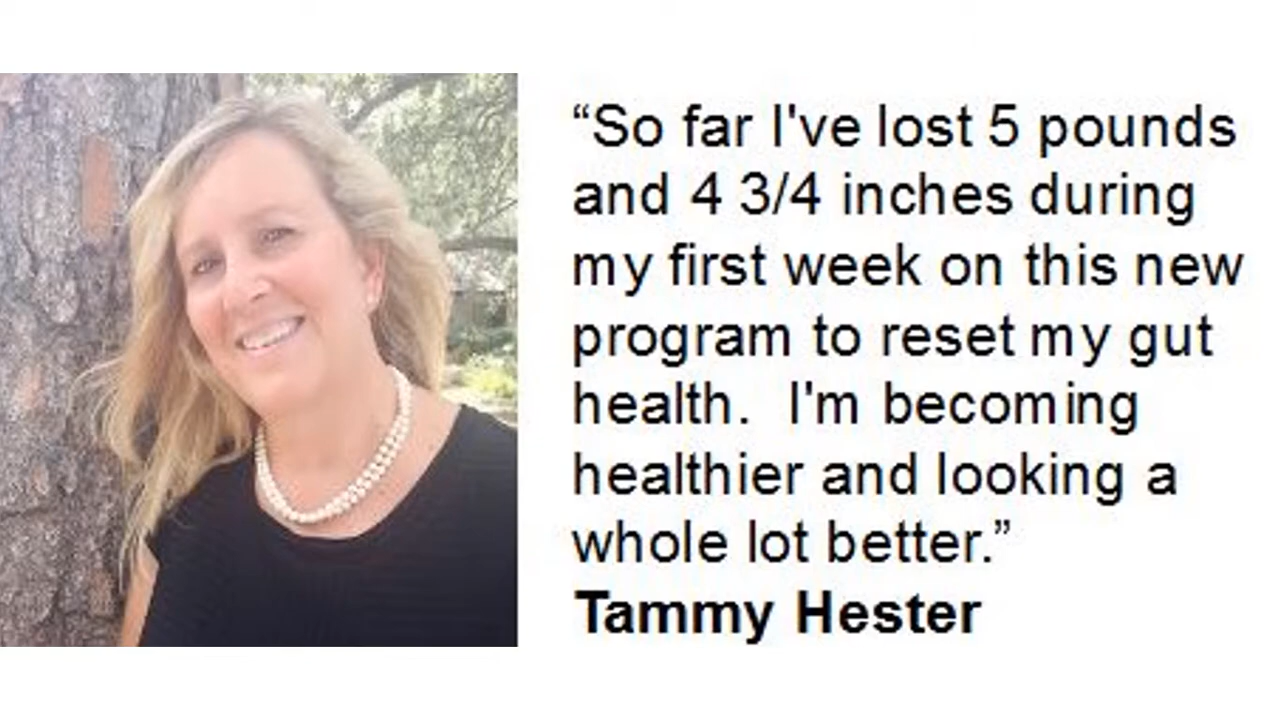 “So far I've lost 5 pounds
and 4 3/4 inches during
my first week on this new
program to reset my gut
health.  I'm becoming
healthier and looking a
whole lot better.”
Tammy Hester